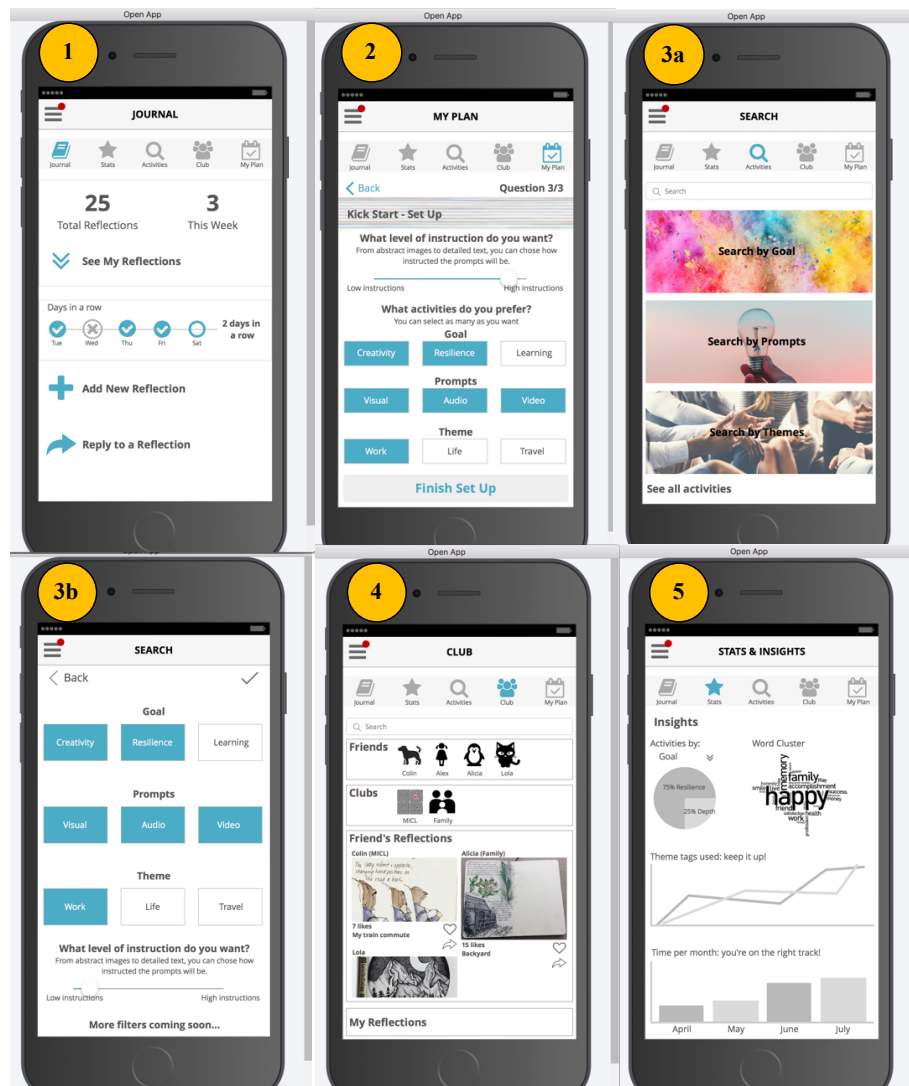 Open App
1
JOURNAL
Journal Stats Activities Club My Plan
25 3
Total Reflections This Week
See My Reflections
Days in a row
2 days in
a row
Tue Wed Thu Fri Sat
Add New Reflection
Reply to a Reflection
Open App
2
MY PLAN
Journal Stats Activities Club My Plan
Back Question 3/3
Kick Start - Set Up
What level of instruction do you want?
From abstract images to detailed text, you can chose how
instructed the prompts will be.
Low instructions High instructions
What activities do you prefer?
You can select as many as you want
Goal
Creativity Resilience Learning
Prompts
Visual Audio Video
Theme
Work Life Travel
Finish Set Up
Open App
3a
SEARCH
Journal Stats Activities Club My Plan
Search
Search by Goal
Search by Prompts
Search by Themes
See all activities
3b
SEARCH
Back
Goal
Creativity Resilience Learning
Prompts
Visual Audio Video
Theme
Work Life Travel
What level of instruction do you want?
From abstract images to detailed text, you can chose how
instructed the prompts will be.
Low instructions High instructions
More filters coming soon...
Open App
4
CLUB
Journal Stats Activities Club My Plan
Search
Friends
Colin Alex Alicia Lola
Clubs
MICL Family
Friend's Reflections
Colin (MICL) Alicia (Family)
7 likes
My train commute
15 likes
Backyard
Lola
My Reflections
Open App
5
STATS & INSIGHTS
Journal Stats Activities Club My Plan
Insights
Activities by: Word Cluster
Goal
75% Resilience
25% Depth
memory
family
play
smile live accomplishment
success
happy
money
friend
satisfaction health
work
Theme tags used: keep it up!
Time per month: you're on the right track!
April May June July